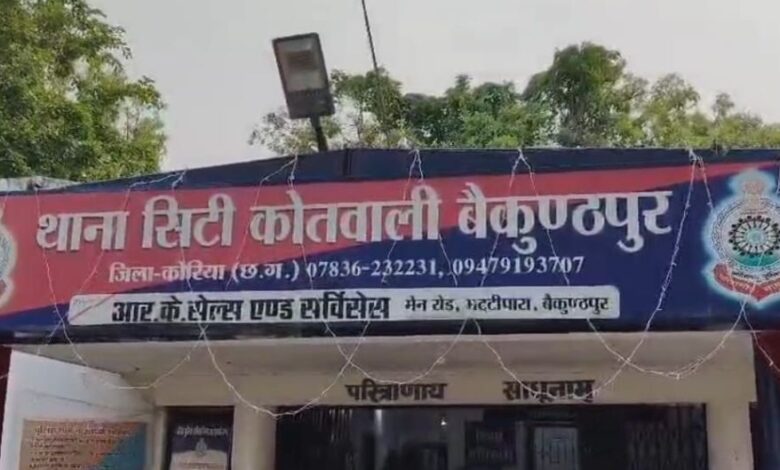 थाना सिटी कोतवाली बैकुण्ठपुर
जिला-कोरिया (छ.ग.) 07836-232231, 09479193707
आर.के.सेल्स एण्ड सर्विसेस मेन रोड, भट्टीपारा, बैकुण्ठपुर
परित्राणाय साधूनाम्